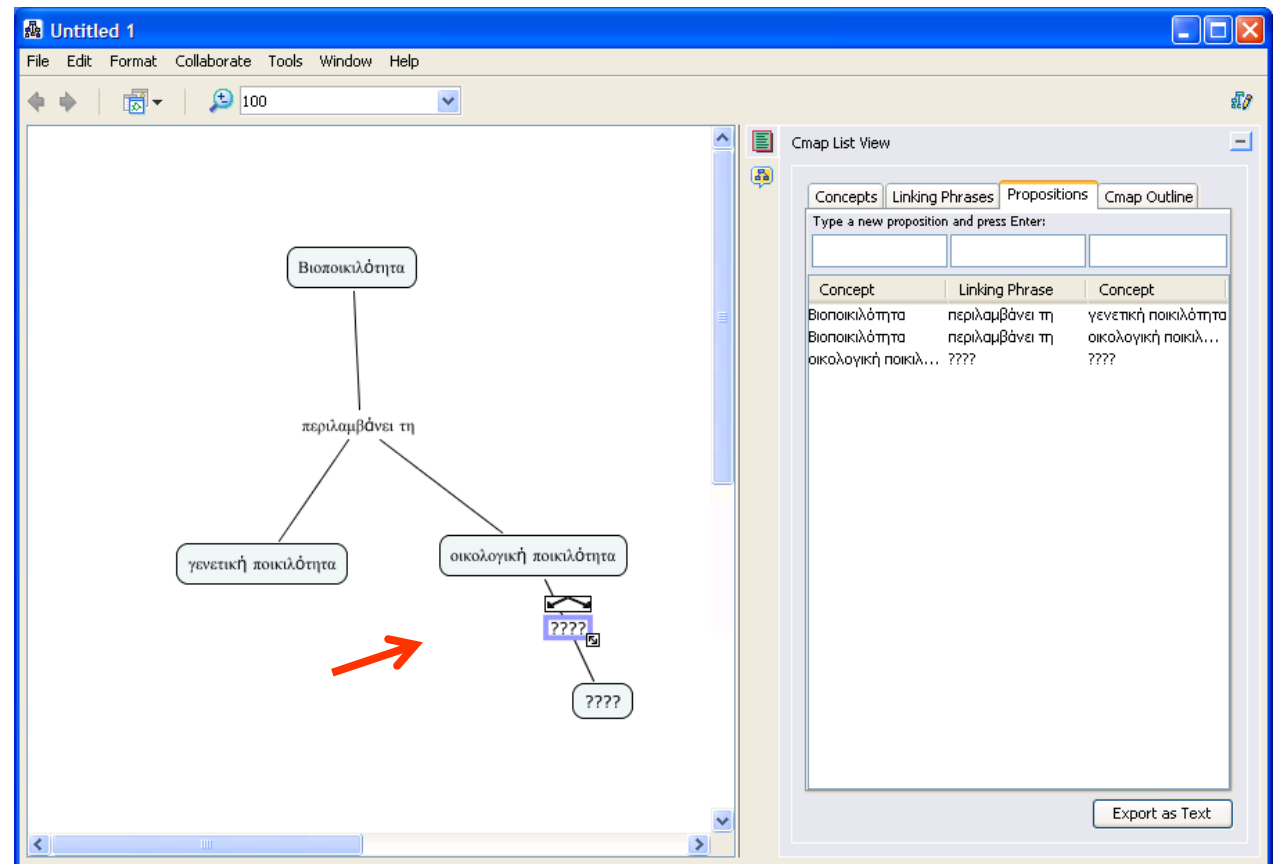 Untitled 1
File Edit Format Collaborate Tools Window Help
100
Βιοποικιλότητα
περιλαμβάνει τη
γενετική ποικιλότητα
οικολογική ποικιλότητα
????
????
Cmap List View
Concepts Linking Phrases Propositions Cmap Outline
Type a new proposition and press Enter:
Concept Linking Phrase Concept
Βιοποικιλότητα περιλαμβάνει τη γενετική ποικιλότητα
Βιοποικιλότητα περιλαμβάνει τη οικολογική ποικιλ...
οικολογική ποικιλ... ???? ????
Export as Text